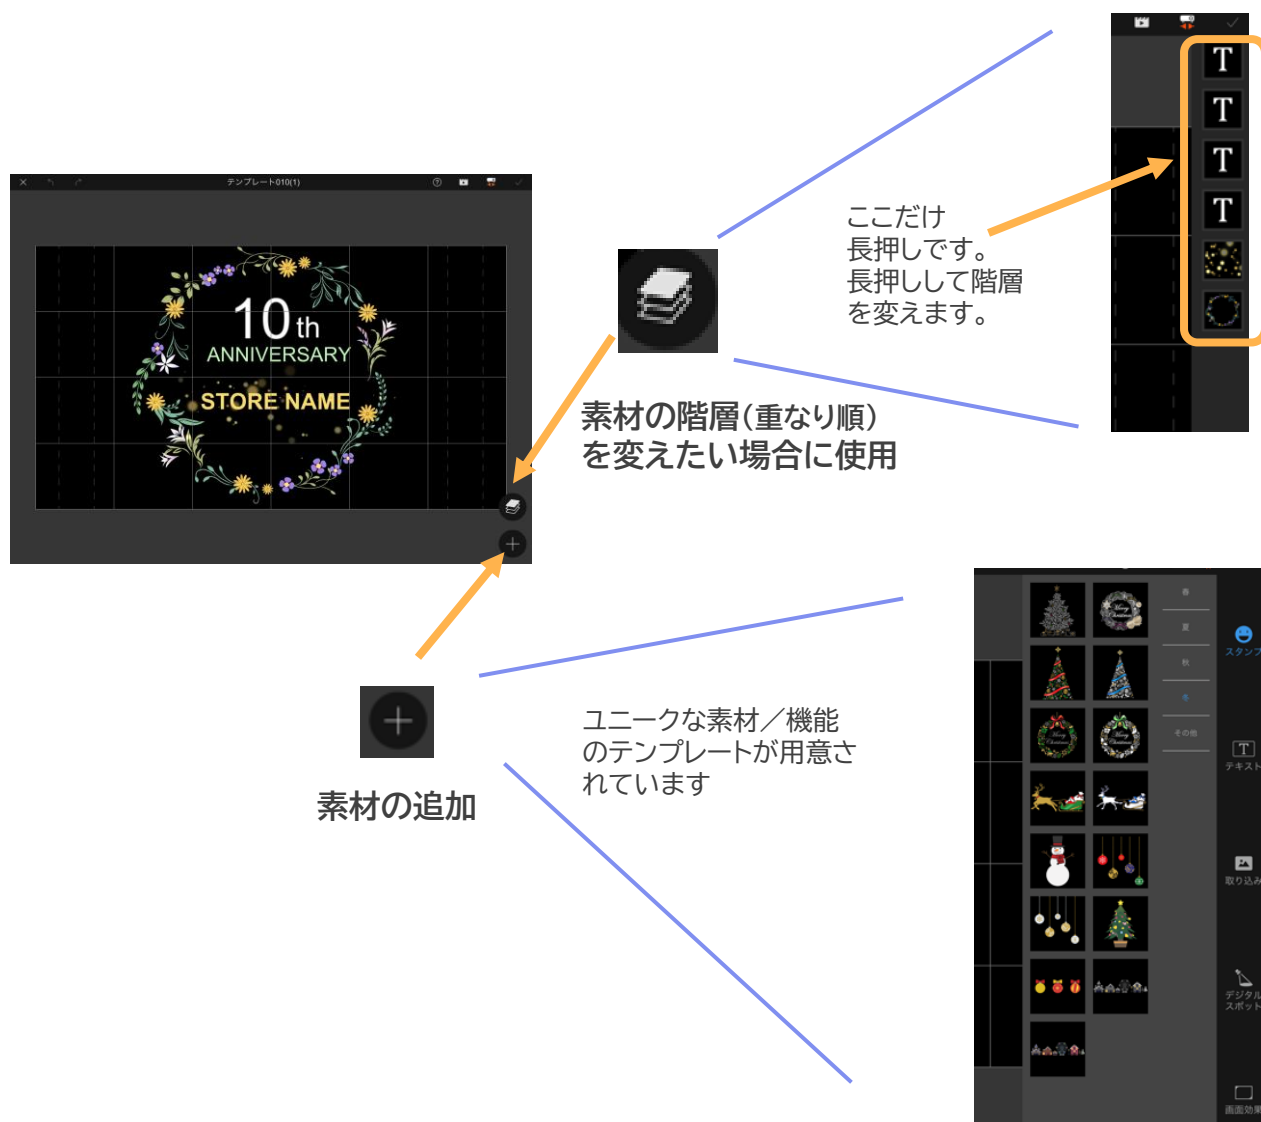 テンプレート010(1)
10th
ANNIVERSARY
STORE NAME
T
T
T
T
ここだけ
長押しです。
長押しして階層
を変えます。
素材の階層（重なり順）
を変えたい場合に使用
素材の追加
ユニークな素材／機能
のテンプレートが用意さ
れています
Merry
Christmas
Merry
Christmas
Merry
Christmas
春
夏
秋
冬
その他
スタンプ
T
テキスト
取り込み
デジタル
スポット
画面効果